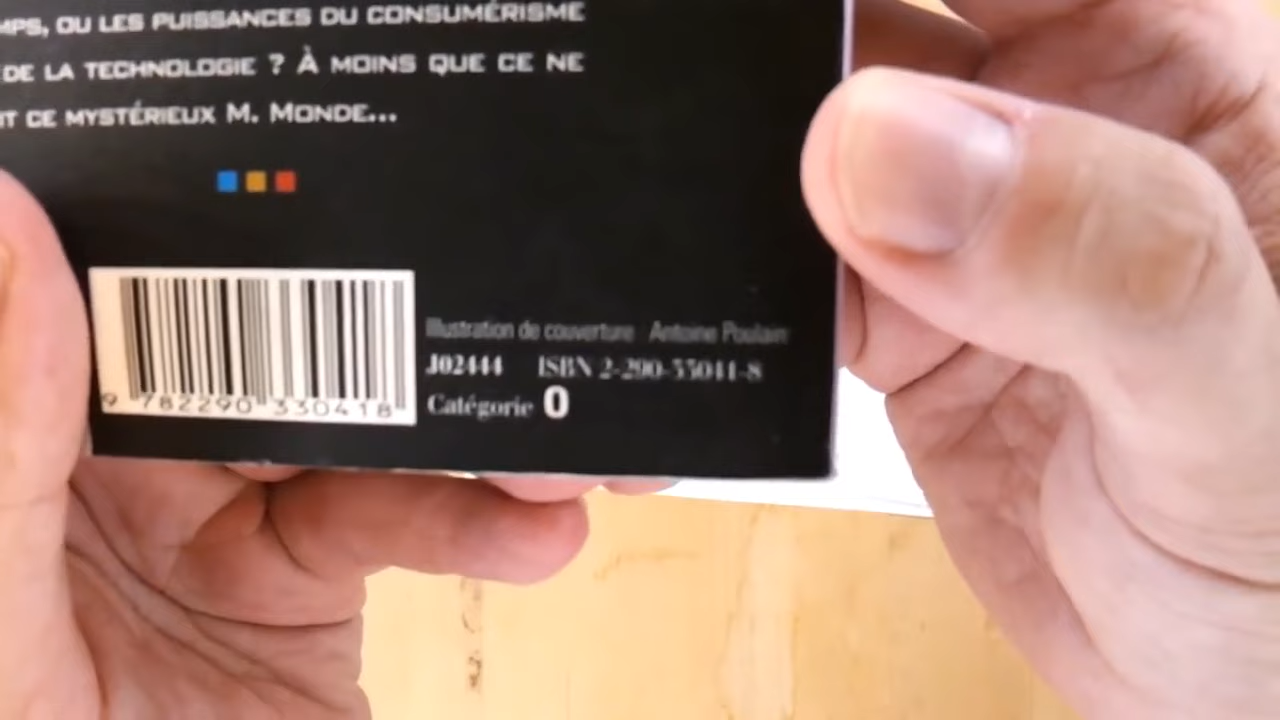 MPS, OU LES PUISSANCES DU CONSUMÉRISME
DE LA TECHNOLOGIE ? À MOINS QUE CE NE
IT CE MYSTÉRIEUX M. MONDE...
Illustration de couverture Antoine Poulain
J02444 ISBN 2-290-33041-8
Catégorie 0
9 782290 330418